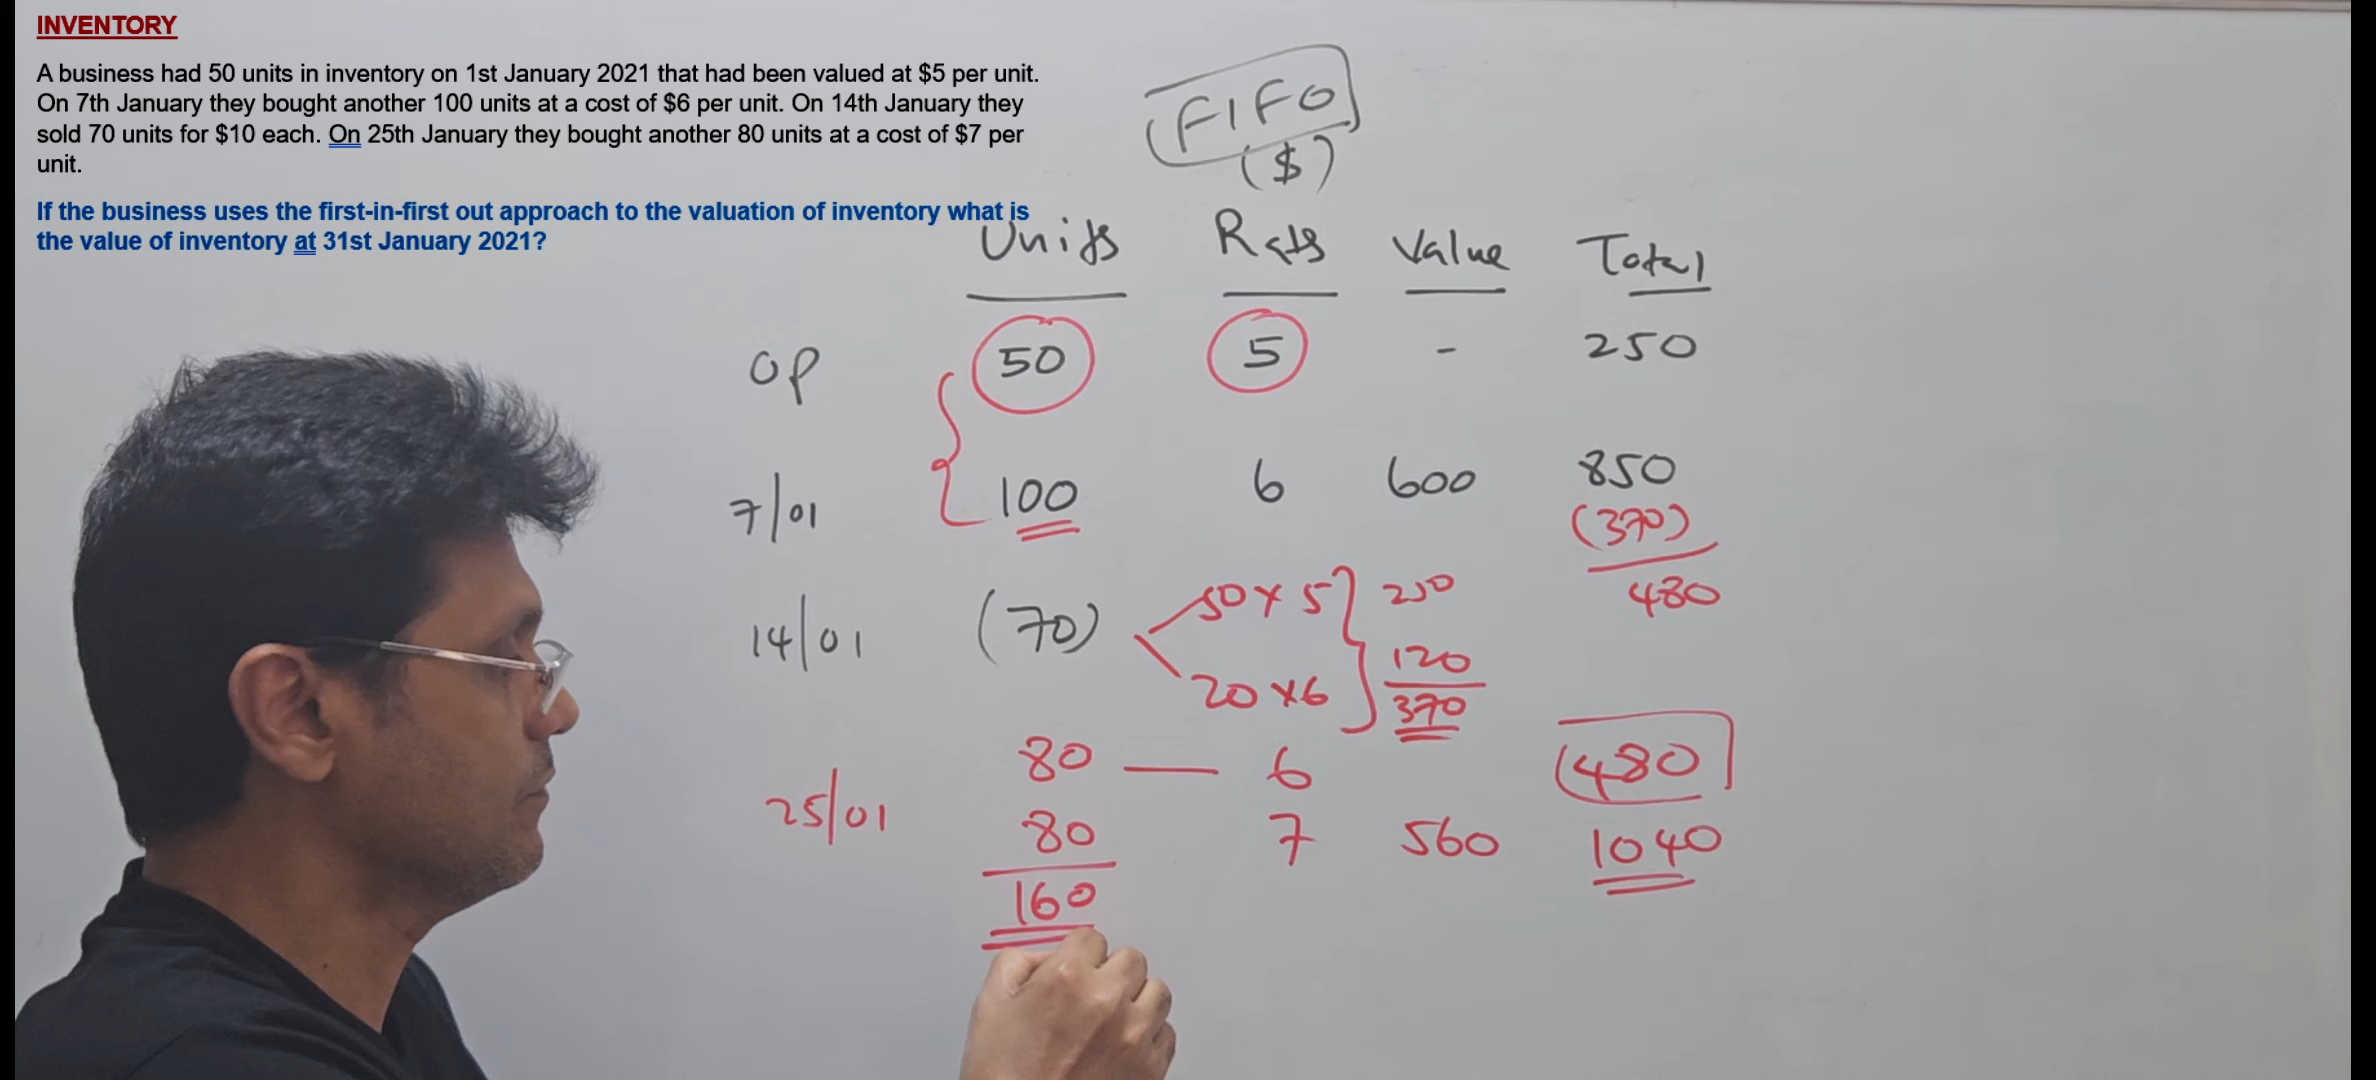 INVENTORY
A business had 50 units in inventory on 1st January 2021 that had been valued at $5 per unit.
On 7th January they bought another 100 units at a cost of $6 per unit. On 14th January they
sold 70 units for $10 each. On 25th January they bought another 80 units at a cost of $7 per
unit.
If the business uses the first-in-first out approach to the valuation of inventory what is
the value of inventory at 31st January 2021?
FIFO
($)
Units Rate Value Total
OP 50 5 - 250
7/01 100 6 600 850
(370)
480
14/01 (70) 50 x 5 250
20 x 6 120
370
80 — 6 480
25/01 80 7 560 1040
160